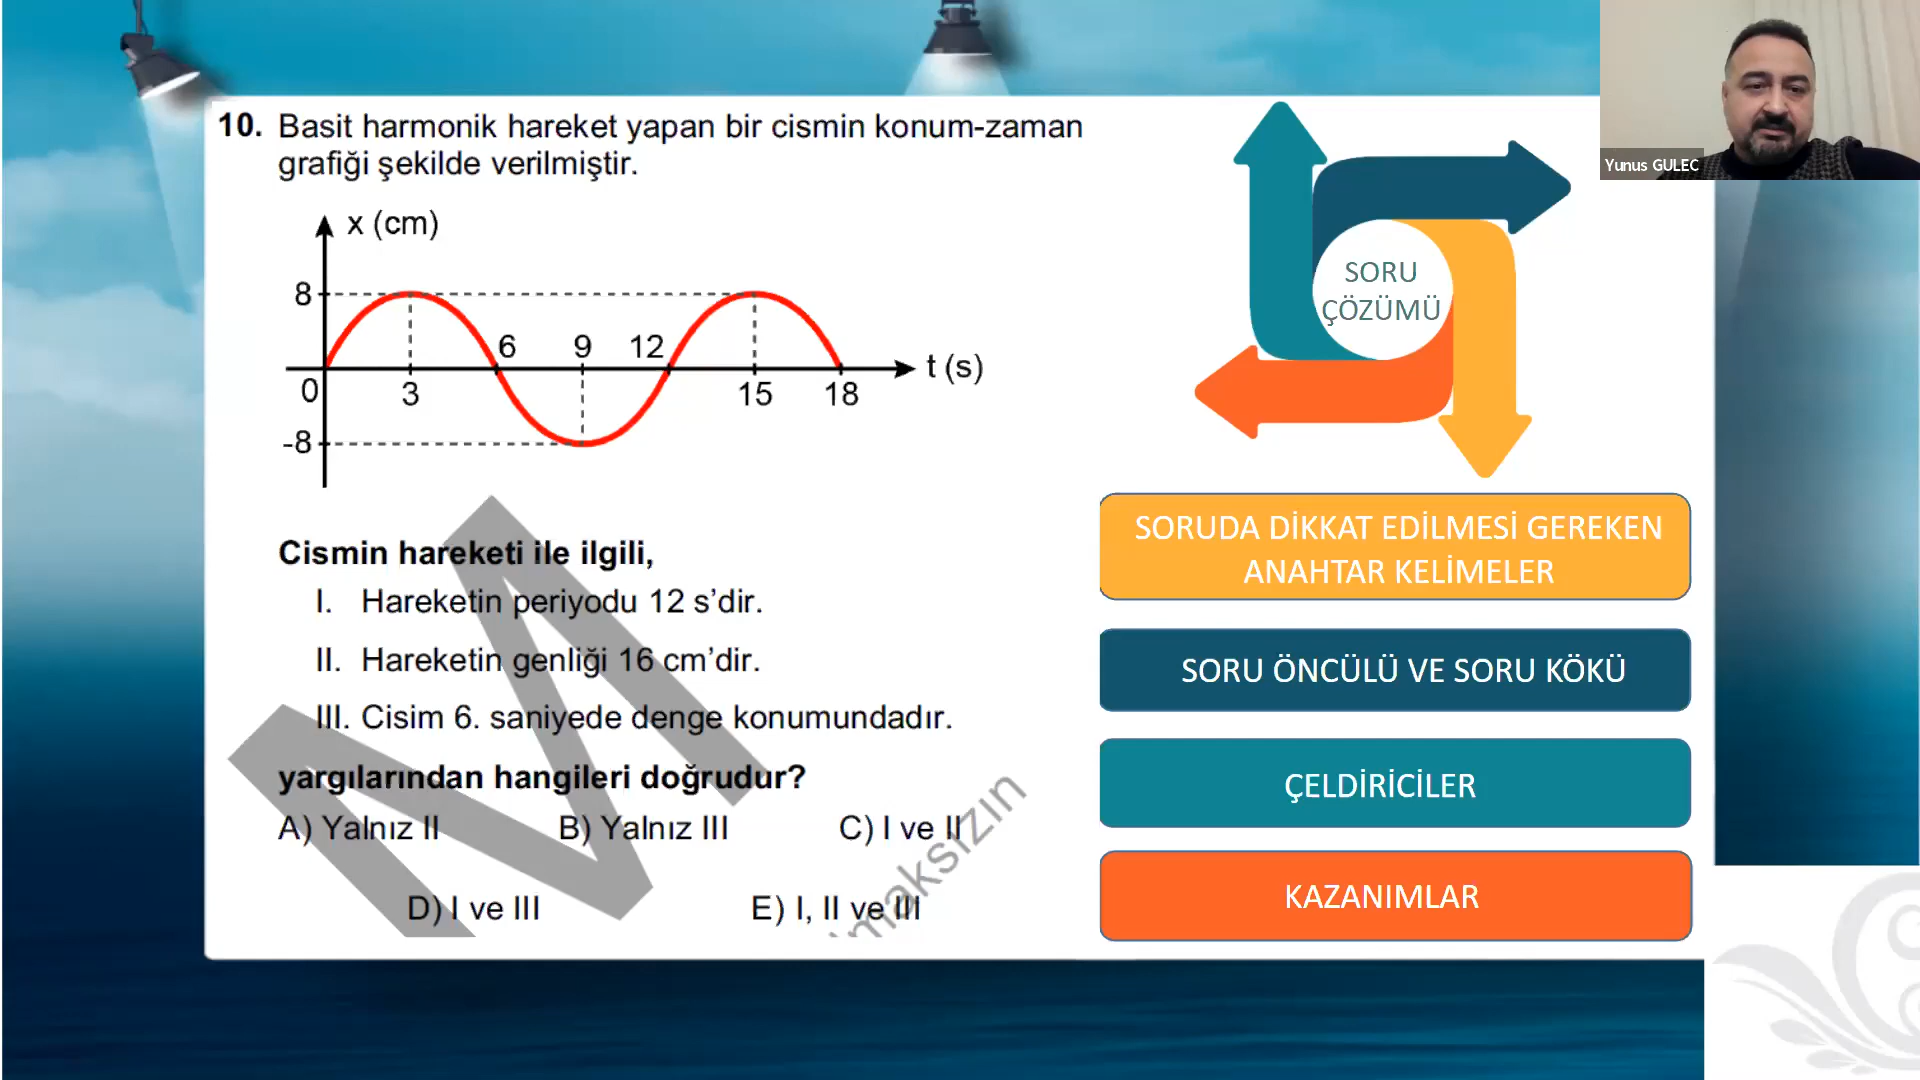 10. Basit harmonik hareket yapan bir cismin konum-zaman
grafiği şekilde verilmiştir.
x (cm)
8
6 9 12
t (s)
0 3 15 18
-8
Cismin hareketi ile ilgili,
I. Hareketin periyodu 12 s’dir.
II. Hareketin genliği 16 cm’dir.
III. Cisim 6. saniyede denge konumundadır.
yargılarından hangileri doğrudur?
A) Yalnız II B) Yalnız III C) I ve II
D) I ve III E) I, II ve III
SORU
ÇÖZÜMÜ
SORUDA DİKKAT EDİLMESİ GEREKEN
ANAHTAR KELİMELER
SORU ÖNCÜLÜ VE SORU KÖKÜ
ÇELDİRİCİLER
KAZANIMLAR
Yunus GULEC